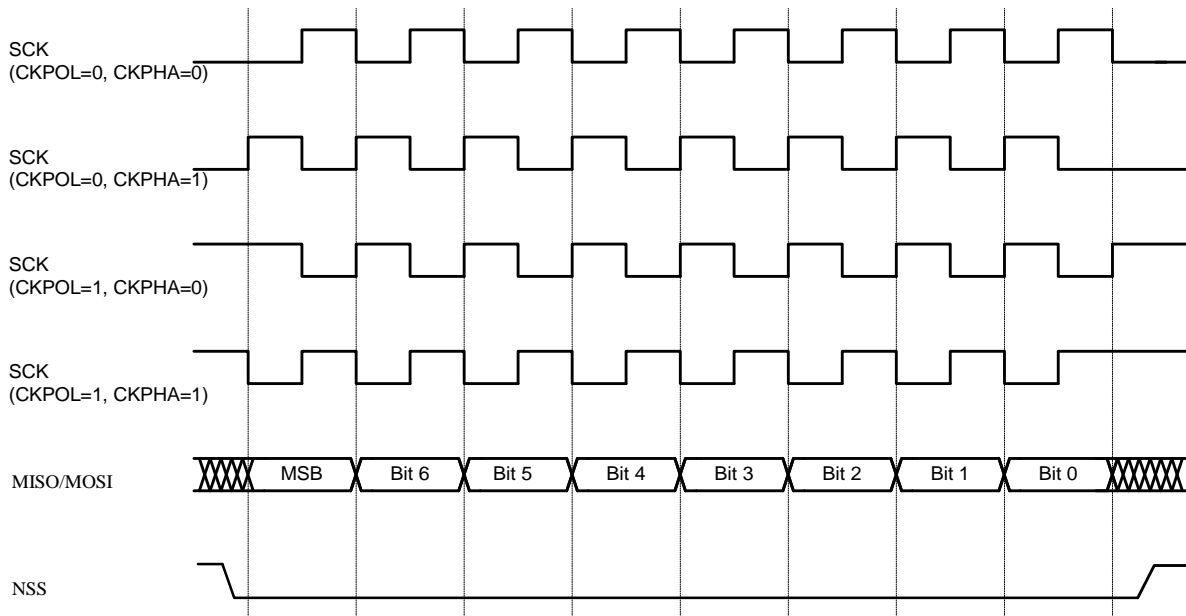 SCK
(CKPOL=0, CKPHA=0)
SCK
(CKPOL=0, CKPHA=1)
SCK
(CKPOL=1, CKPHA=0)
SCK
(CKPOL=1, CKPHA=1)
MISO/MOSI
MSB
Bit 6
Bit 5
Bit 4
Bit 3
Bit 2
Bit 1
Bit 0
NSS